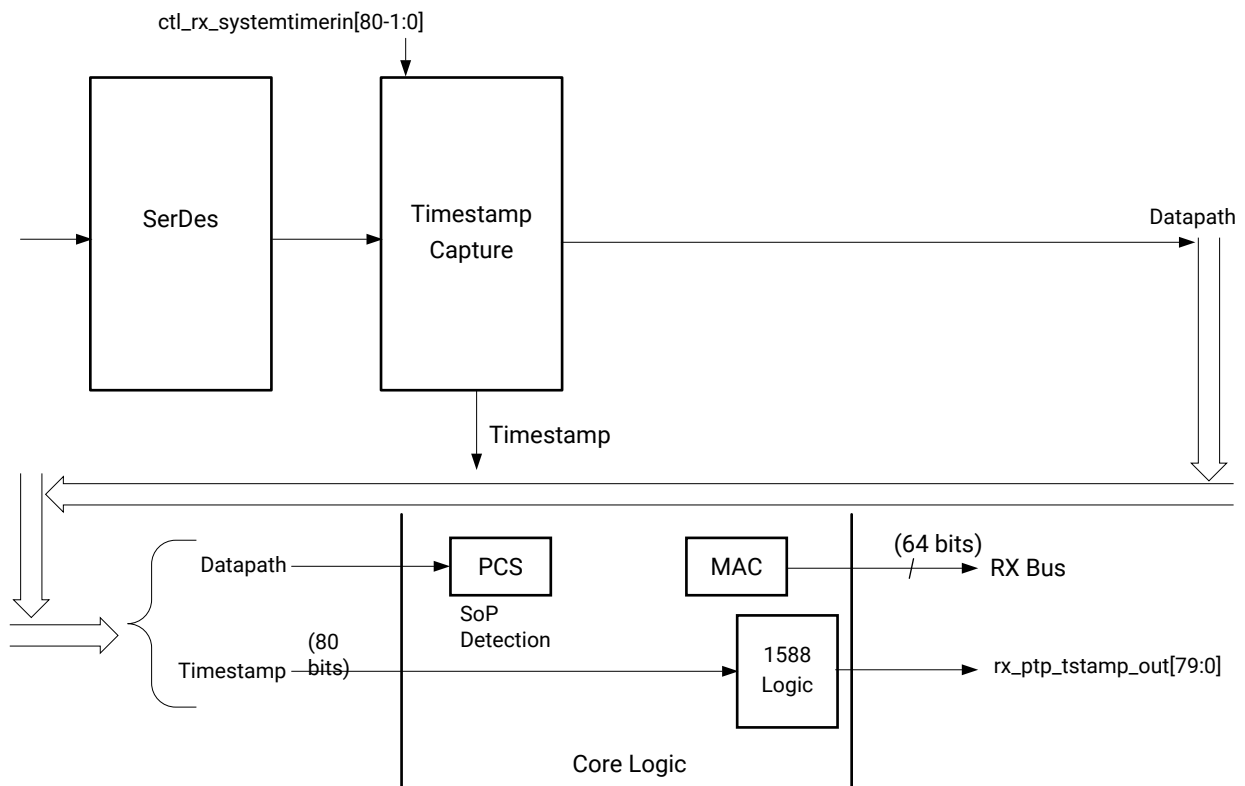 ctl_rx_systemtimerin[80-1:0]
SerDes
Timestamp
Capture
Datapath
Timestamp
Datapath
PCS
SoP
Detection
MAC
(64 bits)
RX Bus
Timestamp
(80
bits)
1588
Logic
rx_ptp_tstamp_out[79:0]
Core Logic